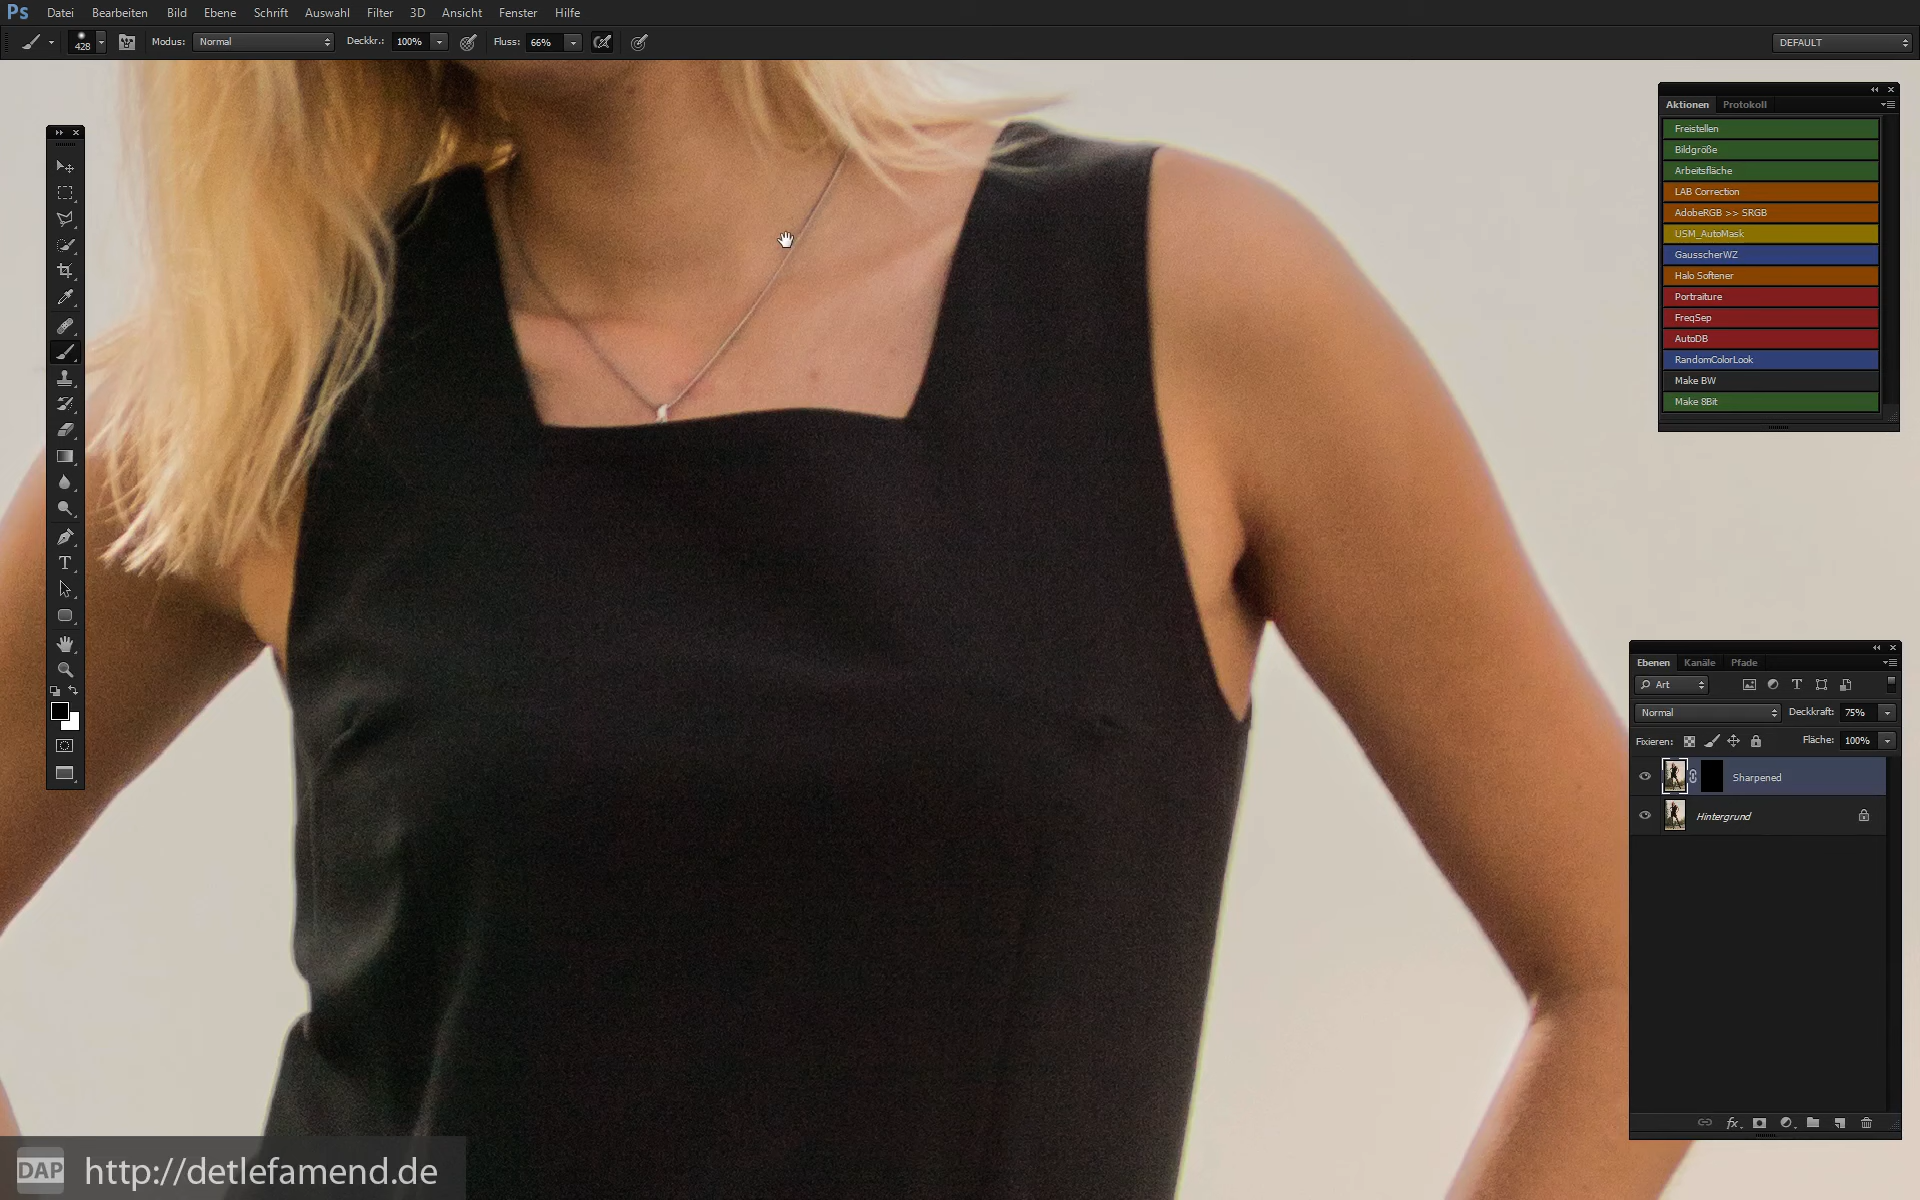 Ps Datei Bearbeiten Bild Ebene Schrift Auswahl Filter 3D Ansicht Fenster Hilfe
428 Modus: Normal Deckkr.: 100% Fluss: 66% DEFAULT
Aktionen Protokoll
Freistellen
Bildgröße
Arbeitsfläche
LAB Correction
AdobeRGB >> SRGB
USM_AutoMask
GausscherWZ
Halo Softener
Portraiture
FreqSep
AutoDB
RandomColorLook
Make BW
Make 8Bit
Ebenen Kanäle Pfade
Art
Normal Deckkraft: 75%
Fixieren: Fläche: 100%
Sharpened
Hintergrund
fx
DAP http://detlefamend.de